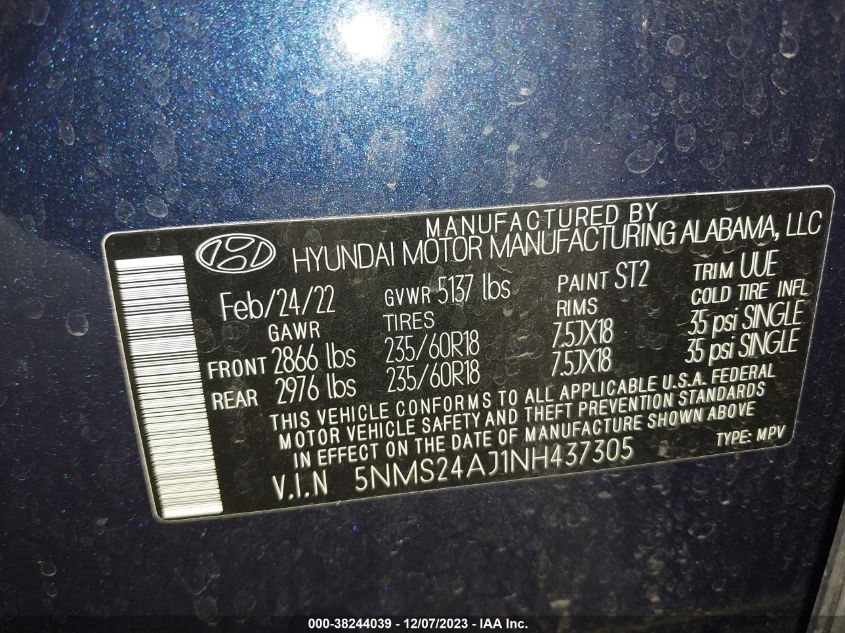 MANUFACTURED BY
HYUNDAI MOTOR MANUFACTURING ALABAMA, LLC
Feb/24/22 GVWR 5137 lbs PAINT ST2 TRIM UUE
GAWR TIRES RIMS COLD TIRE INFL
FRONT 2866 lbs 235/60R18 7.5JX18 35 psi SINGLE
REAR 2976 lbs 235/60R18 7.5JX18 35 psi SINGLE
THIS VEHICLE CONFORMS TO ALL APPLICABLE U.S.A. FEDERAL
MOTOR VEHICLE SAFETY AND THEFT PREVENTION STANDARDS
IN EFFECT ON THE DATE OF MANUFACTURE SHOWN ABOVE
V.I.N 5NMS24AJ1NH437305 TYPE: MPV
000-38244039 - 12/07/2023 - IAA Inc.